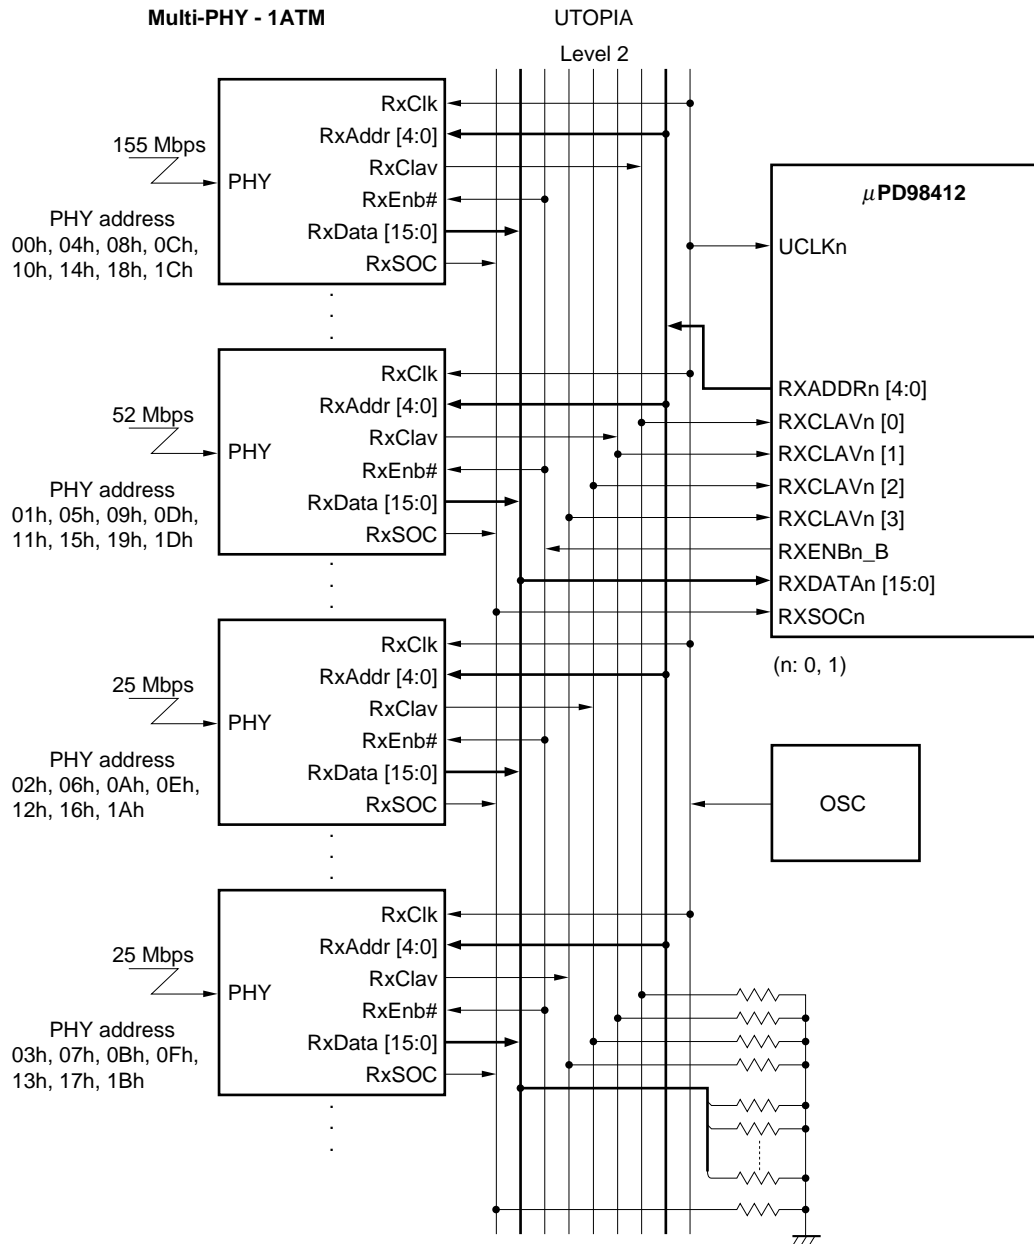 Multi-PHY - 1ATM
UTOPIA
Level 2
RxClk
RxAddr [4:0]
RxClav
RxEnb#
RxData [15:0]
RxSOC
155 Mbps
PHY
PHY address
00h, 04h, 08h, 0Ch,
10h, 14h, 18h, 1Ch
RxClk
RxAddr [4:0]
RxClav
RxEnb#
RxData [15:0]
RxSOC
52 Mbps
PHY
PHY address
01h, 05h, 09h, 0Dh,
11h, 15h, 19h, 1Dh
RxClk
RxAddr [4:0]
RxClav
RxEnb#
RxData [15:0]
RxSOC
25 Mbps
PHY
PHY address
02h, 06h, 0Ah, 0Eh,
12h, 16h, 1Ah
RxClk
RxAddr [4:0]
RxClav
RxEnb#
RxData [15:0]
RxSOC
25 Mbps
PHY
PHY address
03h, 07h, 0Bh, 0Fh,
13h, 17h, 1Bh
µPD98412
UCLKn
RXADDRn [4:0]
RXCLAVn [0]
RXCLAVn [1]
RXCLAVn [2]
RXCLAVn [3]
RXENBn_B
RXDATAn [15:0]
RXSOCn
(n: 0, 1)
OSC